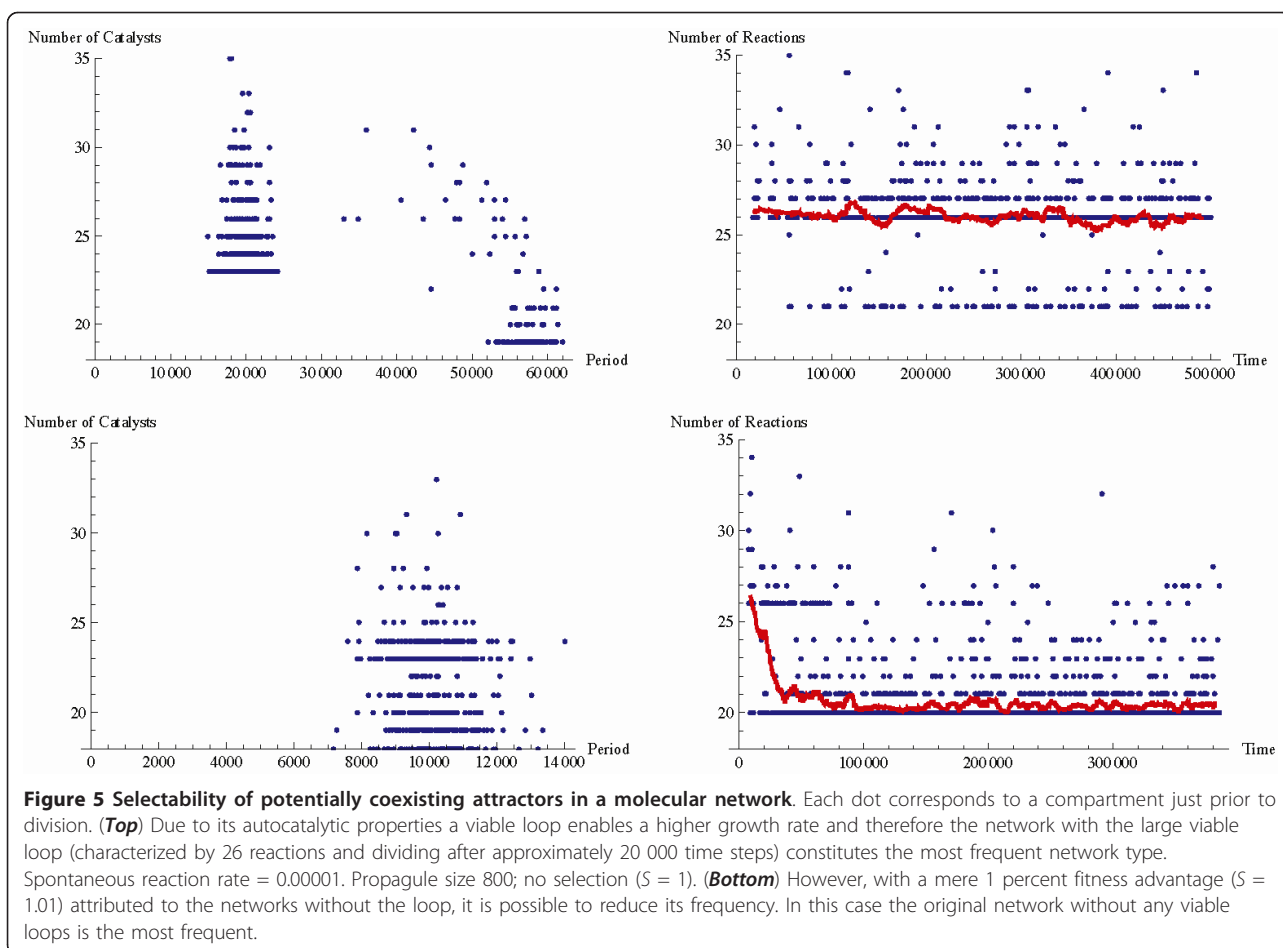 Number of Catalysts
35
30
25
20
0
10 000
20 000
30 000
40 000
50 000
60 000
Period
Number of Reactions
35
30
25
20
0
100 000
200 000
300 000
400 000
500 000
Time
Number of Catalysts
35
30
25
20
0
2000
4000
6000
8000
10 000
12 000
14 000
Period
Number of Reactions
35
30
25
20
0
100 000
200 000
300 000
Time
Figure 5 Selectability of potentially coexisting attractors in a molecular network. Each dot corresponds to a compartment just prior to
division. (Top) Due to its autocatalytic properties a viable loop enables a higher growth rate and therefore the network with the large viable
loop (characterized by 26 reactions and dividing after approximately 20 000 time steps) constitutes the most frequent network type.
Spontaneous reaction rate = 0.00001. Propagule size 800; no selection (S = 1). (Bottom) However, with a mere 1 percent fitness advantage (S =
1.01) attributed to the networks without the loop, it is possible to reduce its frequency. In this case the original network without any viable
loops is the most frequent.